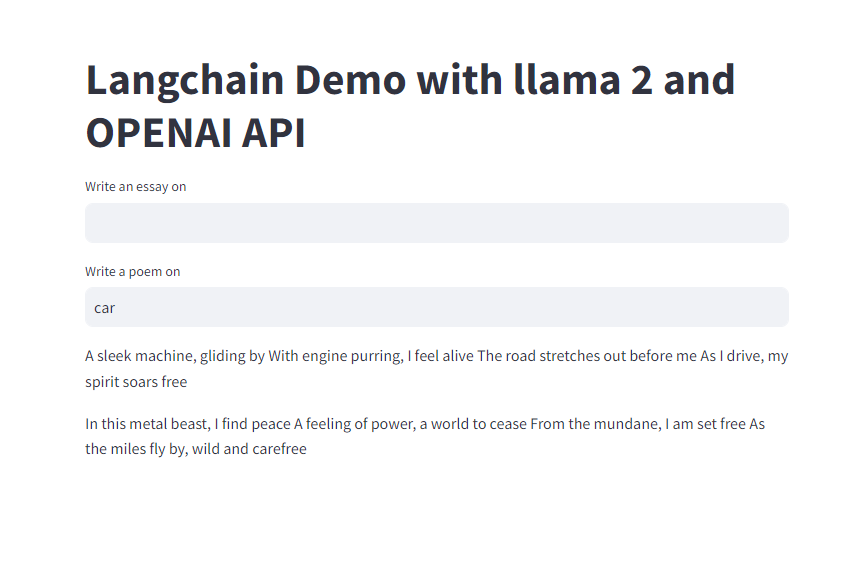 Langchain Demo with llama 2 and
OPENAI API
Write an essay on
Write a poem on
car
A sleek machine, gliding by With engine purring, I feel alive The road stretches out before me As I drive, my
spirit soars free
In this metal beast, I find peace A feeling of power, a world to cease From the mundane, I am set free As
the miles fly by, wild and carefree